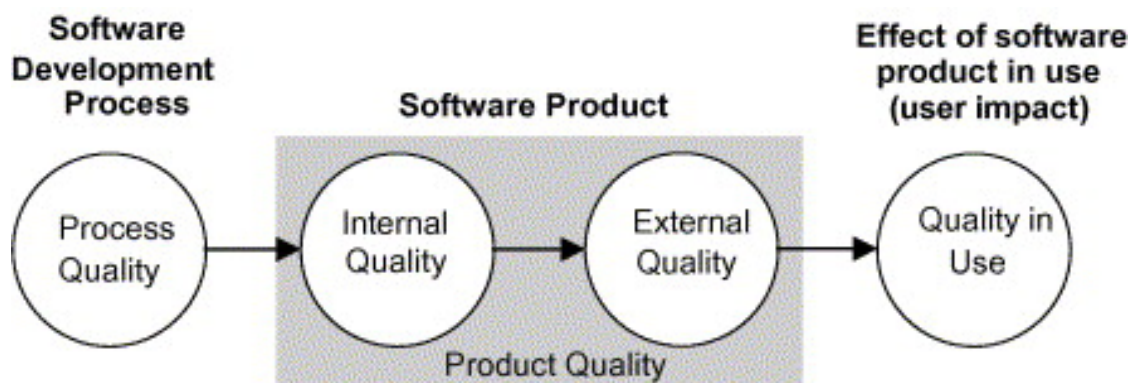 Software
Development
Process
Software Product
Effect of software
product in use
(user impact)
Process
Quality
Internal
Quality
External
Quality
Quality in
Use
Product Quality